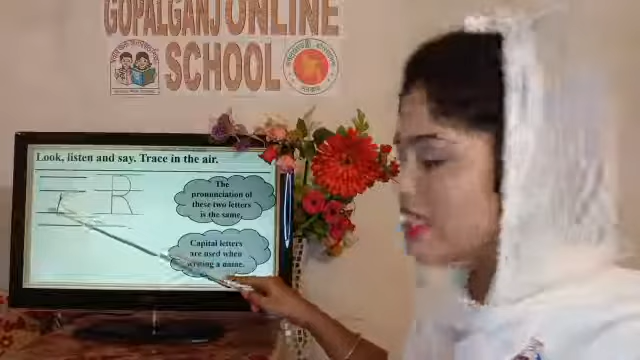 GOPALGANJ ONLINE
SCHOOL
Look, listen and say. Trace in the air.
R
The
pronunciation of
these two letters
is the same.
Capital letters
are used when
writing a name.